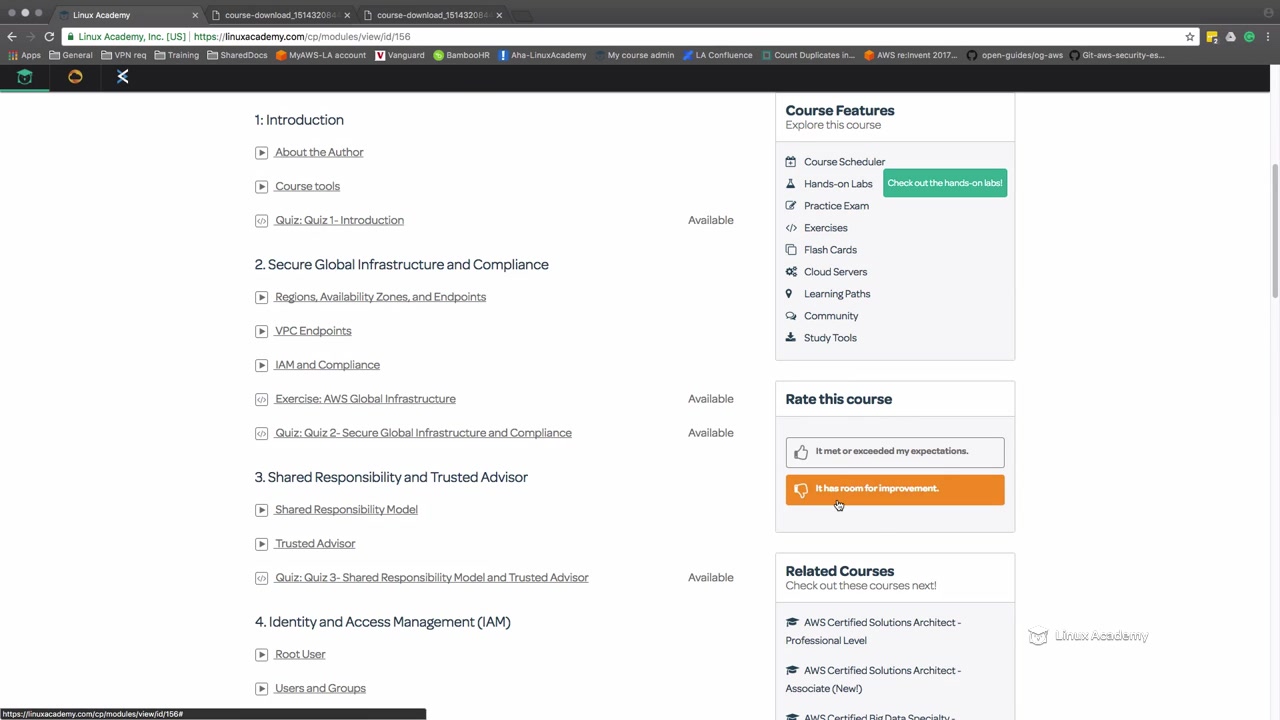 Linux Academy
course-download_1514320844
course-download_1514320844
Linux Academy, Inc. [US]
https://linuxacademy.com/cp/modules/view/id/156
Apps
General
VPN req
Training
SharedDocs
MyAWS-LA account
Vanguard
BambooHR
Aha-LinuxAcademy
My course admin
LA Confluence
Count Duplicates in...
AWS re:Invent 2017...
open-guides/og-aws
Git-aws-security-es...
1: Introduction
About the Author
Course tools
Quiz: Quiz 1- Introduction
Available
2. Secure Global Infrastructure and Compliance
Regions, Availability Zones, and Endpoints
VPC Endpoints
IAM and Compliance
Exercise: AWS Global Infrastructure
Available
Quiz: Quiz 2- Secure Global Infrastructure and Compliance
Available
3. Shared Responsibility and Trusted Advisor
Shared Responsibility Model
Trusted Advisor
Quiz: Quiz 3- Shared Responsibility Model and Trusted Advisor
Available
4. Identity and Access Management (IAM)
Root User
Users and Groups
Course Features
Explore this course
Course Scheduler
Hands-on Labs
Check out the hands-on labs!
Practice Exam
Exercises
Flash Cards
Cloud Servers
Learning Paths
Community
Study Tools
Rate this course
It met or exceeded my expectations.
It has room for improvement.
Related Courses
Check out these courses next!
AWS Certified Solutions Architect -
Professional Level
AWS Certified Solutions Architect -
Associate (New!)
AWS Certified Big Data Specialty -
Linux Academy
https://linuxacademy.com/cp/modules/view/id/156#